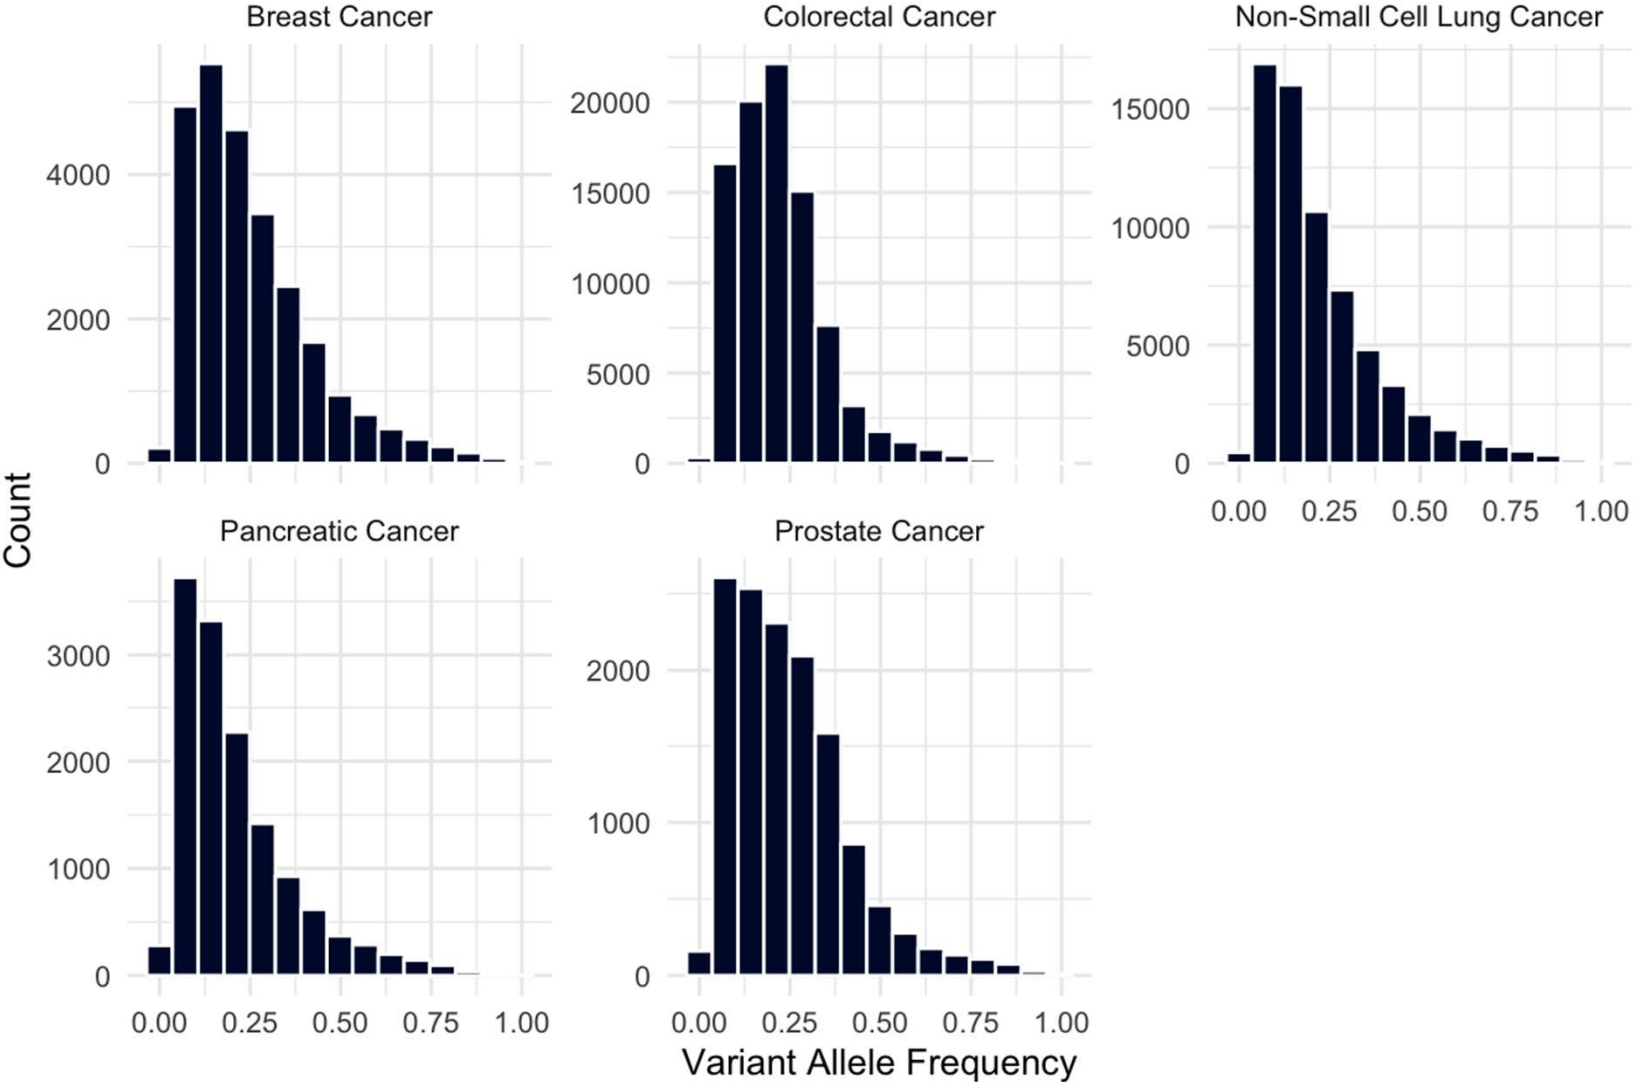 Breast Cancer
Colorectal Cancer
Non-Small Cell Lung Cancer
4000
2000
0
20000
15000
10000
5000
0
15000
10000
5000
0
0.00 0.25 0.50 0.75 1.00
Count
Pancreatic Cancer
Prostate Cancer
3000
2000
1000
0
2000
1000
0
0.00 0.25 0.50 0.75 1.00
0.00 0.25 0.50 0.75 1.00
Variant Allele Frequency